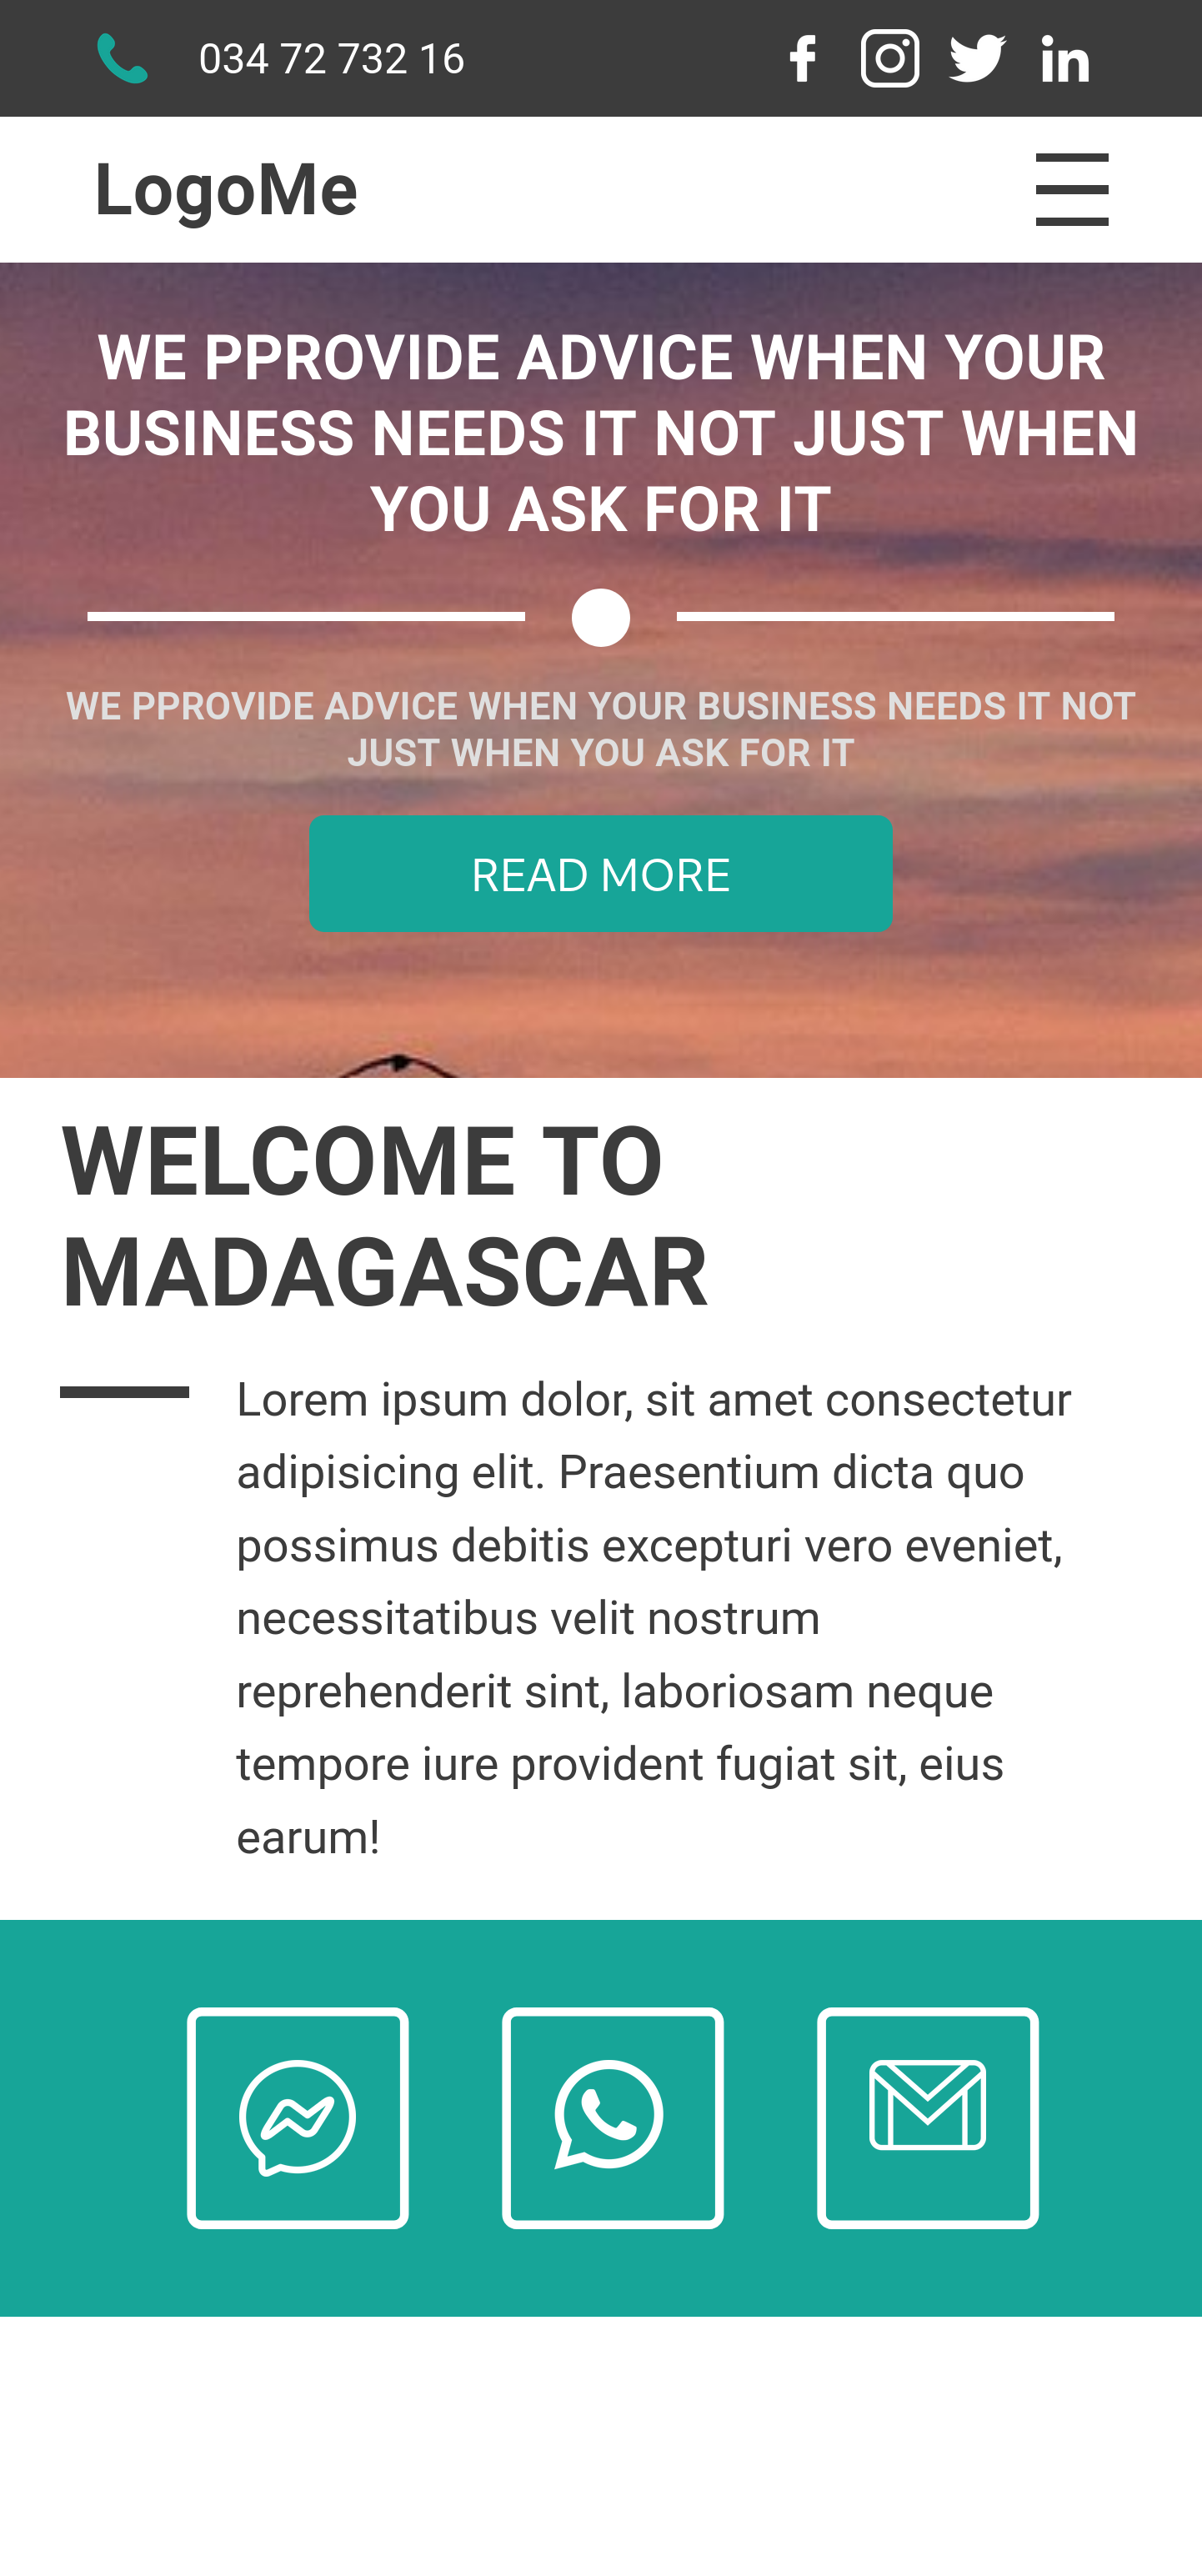 034 72 732 16
LogoMe
WE PPROVIDE ADVICE WHEN YOUR
BUSINESS NEEDS IT NOT JUST WHEN
YOU ASK FOR IT
WE PPROVIDE ADVICE WHEN YOUR BUSINESS NEEDS IT NOT
JUST WHEN YOU ASK FOR IT
READ MORE
WELCOME TO
MADAGASCAR
Lorem ipsum dolor, sit amet consectetur
adipisicing elit. Praesentium dicta quo
possimus debitis excepturi vero eveniet,
necessitatibus velit nostrum
reprehenderit sint, laboriosam neque
tempore iure provident fugiat sit, eius
earum!